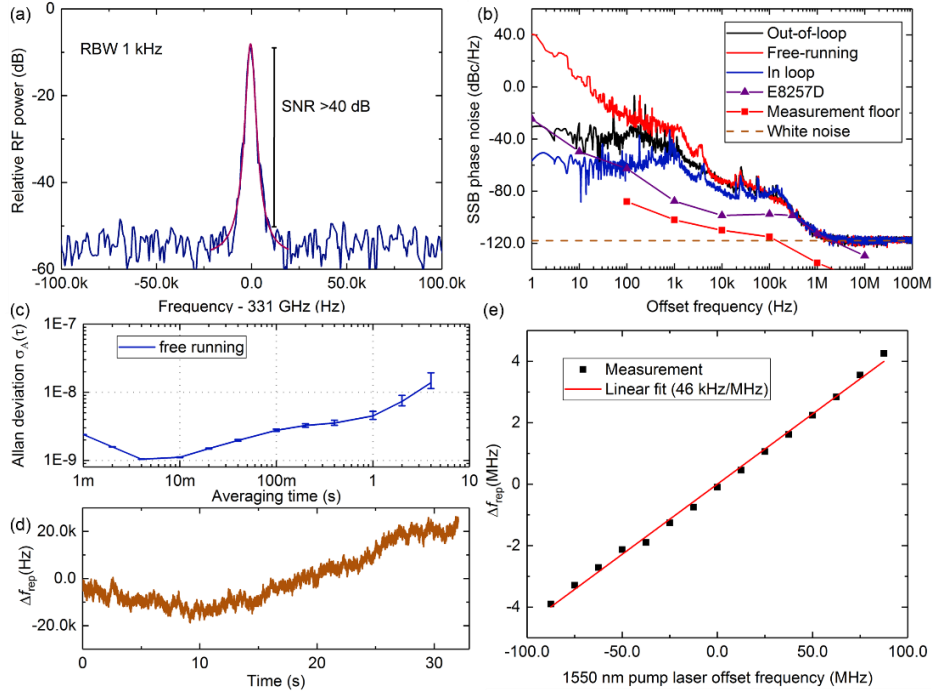 (a)
0
-20
-40
-60
Relative RF power (dB)
RBW 1 kHz
SNR >40 dB
-100.0k
-50.0k
0.0
50.0k
100.0k
Frequency - 331 GHz (Hz)
(b)
40.0
0.0
-40.0
-80.0
-120.0
SSB phase noise (dBc/Hz)
Out-of-loop
Free-running
In loop
E8257D
Measurement floor
White noise
1
10
100
1k
10k
100k
1M
10M
100M
Offset frequency (Hz)
(c)
1E-7
1E-8
1E-9
Allan deviation σA(τ)
free running
1m
10m
100m
1
10
Averaging time (s)
(d)
20.0k
0.0
-20.0k
Δfrep(Hz)
0
10
20
30
Time (s)
(e)
4
2
0
-2
-4
Δfrep(MHz)
Measurement
Linear fit (46 kHz/MHz)
-100.0
-50.0
0.0
50.0
100.0
1550 nm pump laser offset frequency (MHz)